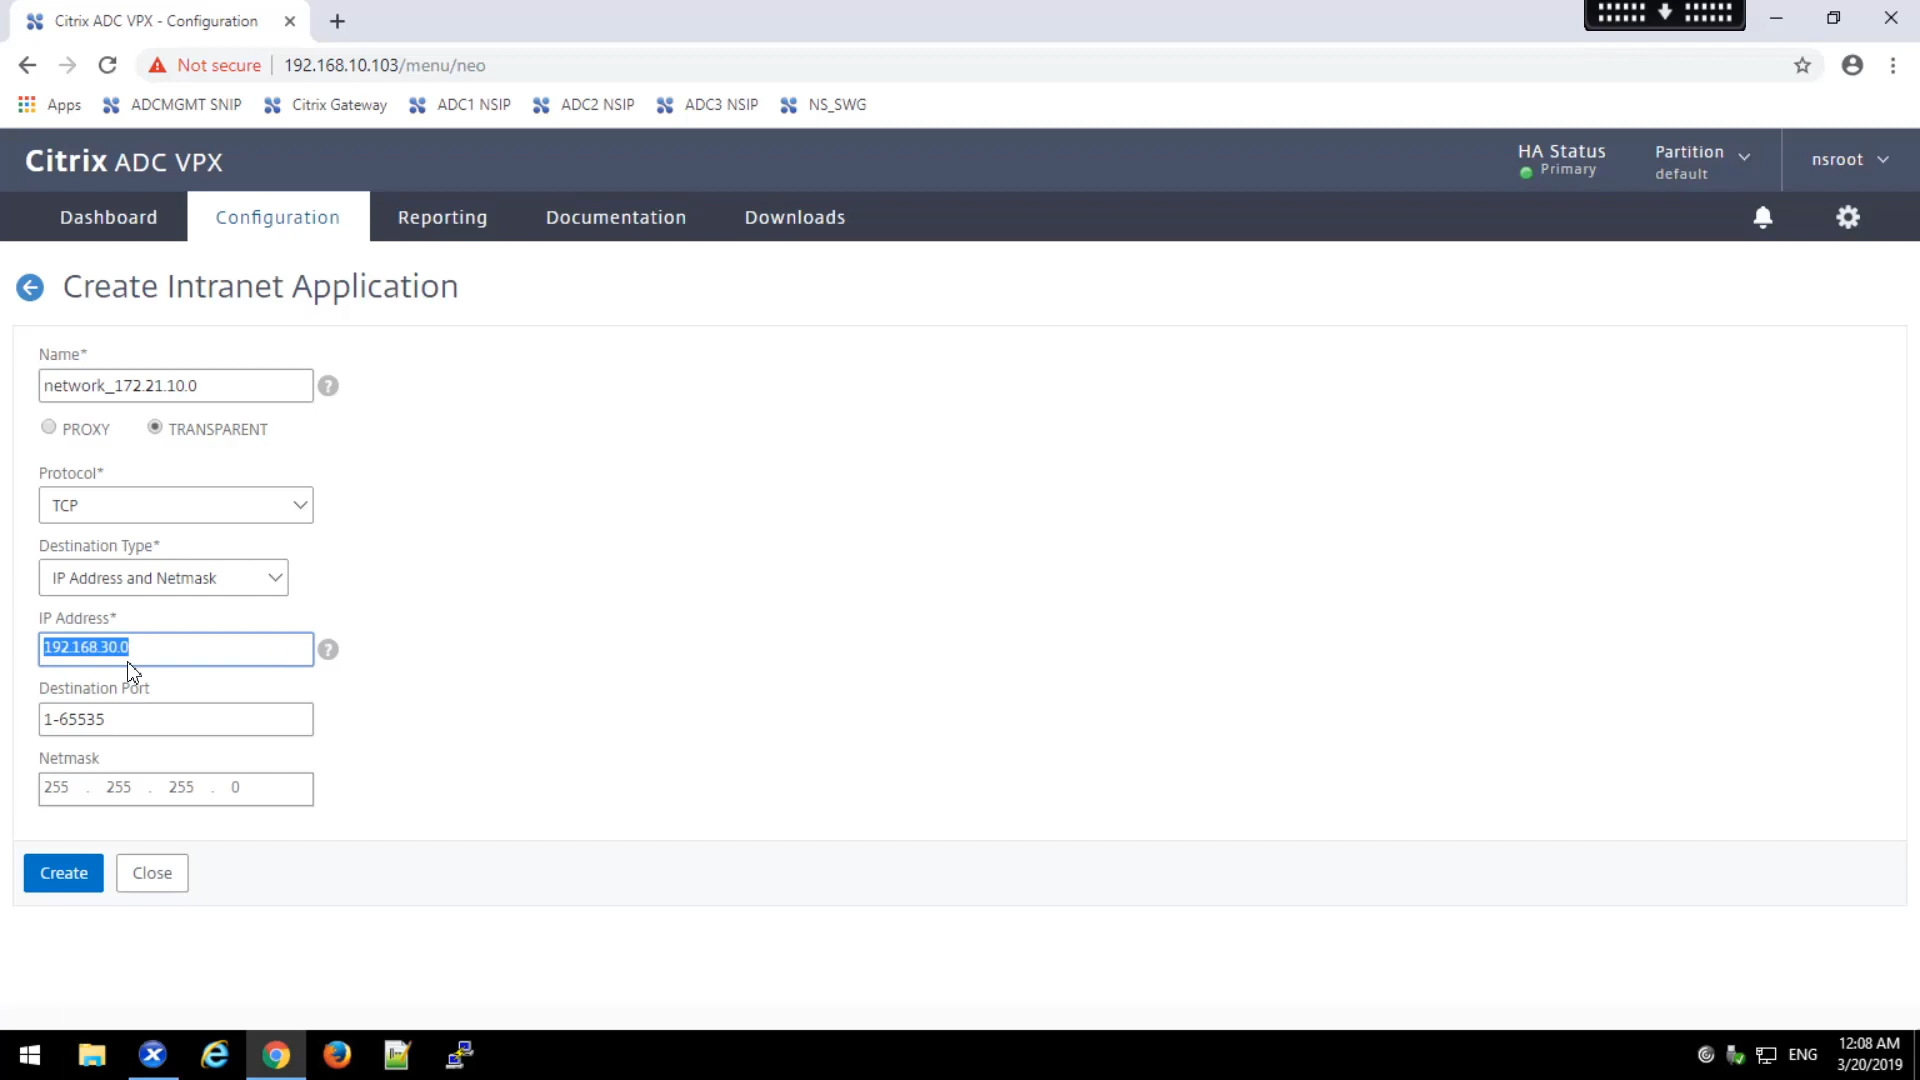 Citrix ADC VPX - Configuration
Not secure 192.168.10.103/menu/neo
Apps ADCMGMT SNIP Citrix Gateway ADC1 NSIP ADC2 NSIP ADC3 NSIP NS_SWG
Citrix ADC VPX
HA Status
Primary
Partition
default
nsroot
Dashboard Configuration Reporting Documentation Downloads
Create Intranet Application
Name*
network_172.21.10.0
?
PROXY TRANSPARENT
Protocol*
TCP
Destination Type*
IP Address and Netmask
IP Address*
192.168.30.0
?
Destination Port
1-65535
Netmask
255 . 255 . 255 . 0
Create Close
ENG
12:08 AM
3/20/2019